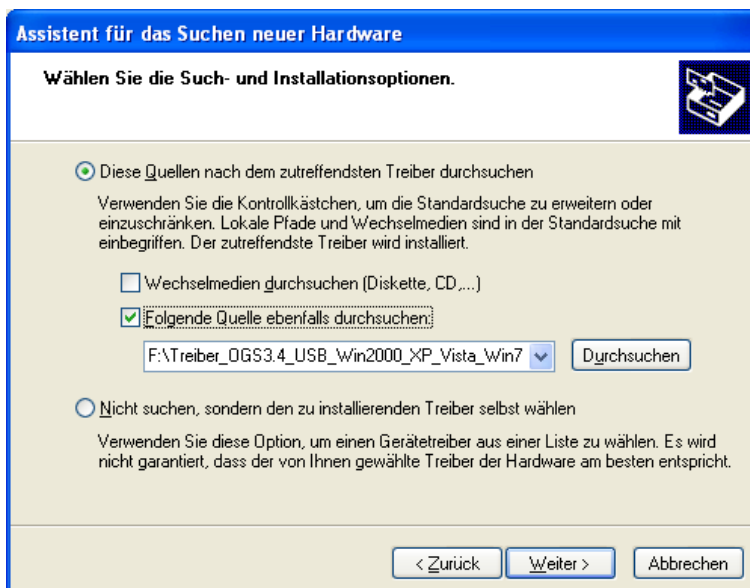 Assistent für das Suchen neuer Hardware
Wählen Sie die Such- und Installationsoptionen.
Diese Quellen nach dem zutreffendsten Treiber durchsuchen
Verwenden Sie die Kontrollkästchen, um die Standardsuche zu erweitern oder
einzuschränken. Lokale Pfade und Wechselmedien sind in der Standardsuche mit
einbegriffen. Der zutreffendste Treiber wird installiert.
Wechselmedien durchsuchen (Diskette, CD,...)
Folgende Quelle ebenfalls durchsuchen:
F:\Treiber_OGS3.4_USB_Win2000_XP_Vista_Win7 Durchsuchen
Nicht suchen, sondern den zu installierenden Treiber selbst wählen
Verwenden Sie diese Option, um einen Gerätetreiber aus einer Liste zu wählen. Es wird
nicht garantiert, dass der von Ihnen gewählte Treiber der Hardware am besten entspricht.
< Zurück Weiter > Abbrechen